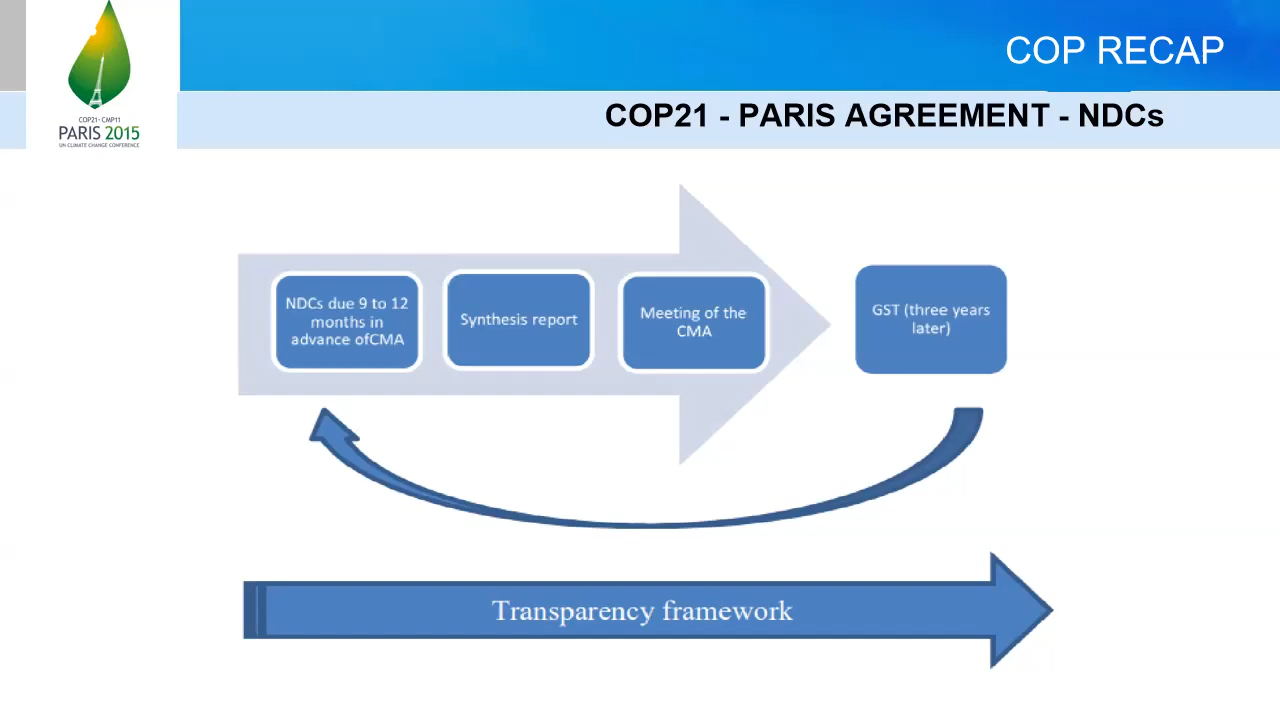 COP RECAP
COP21 - PARIS AGREEMENT - NDCs
COP21 · CMP11
PARIS 2015
UN CLIMATE CHANGE CONFERENCE
NDCs due 9 to 12
months in
advance ofCMA
Synthesis report
Meeting of the
CMA
GST (three years
later)
Transparency framework